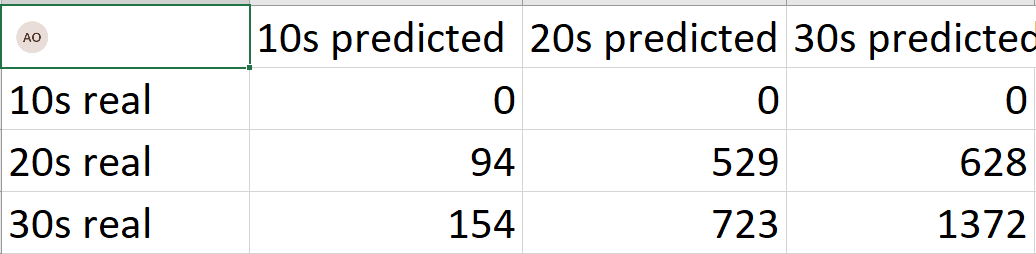 AO
10s predicted 20s predicted 30s predicted
10s real 0 0 0
20s real 94 529 628
30s real 154 723 1372